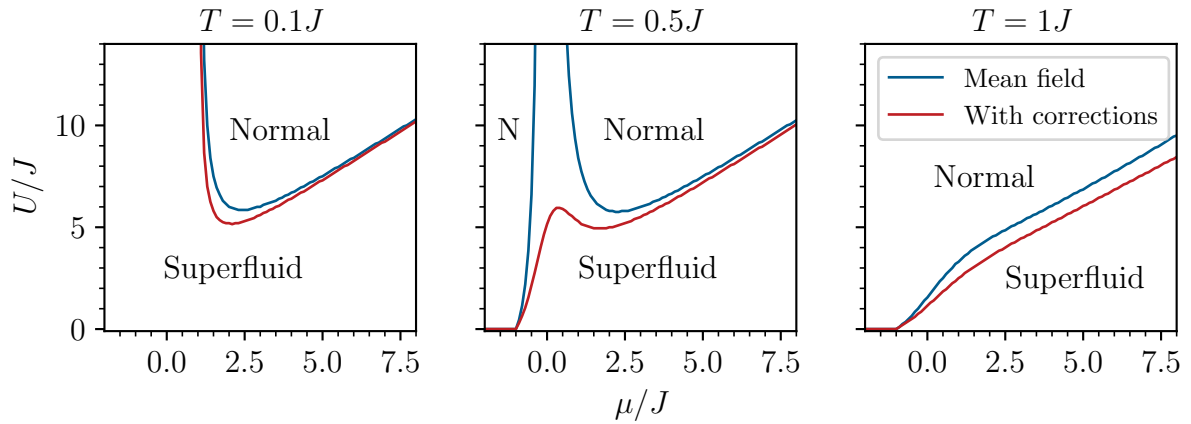 T = 0.1J
T = 0.5J
T = 1J
U/J
10
5
0
Normal
Superfluid
N
Normal
Superfluid
Mean field
With corrections
Normal
Superfluid
0.0 2.5 5.0 7.5
0.0 2.5 5.0 7.5
0.0 2.5 5.0 7.5
μ/J